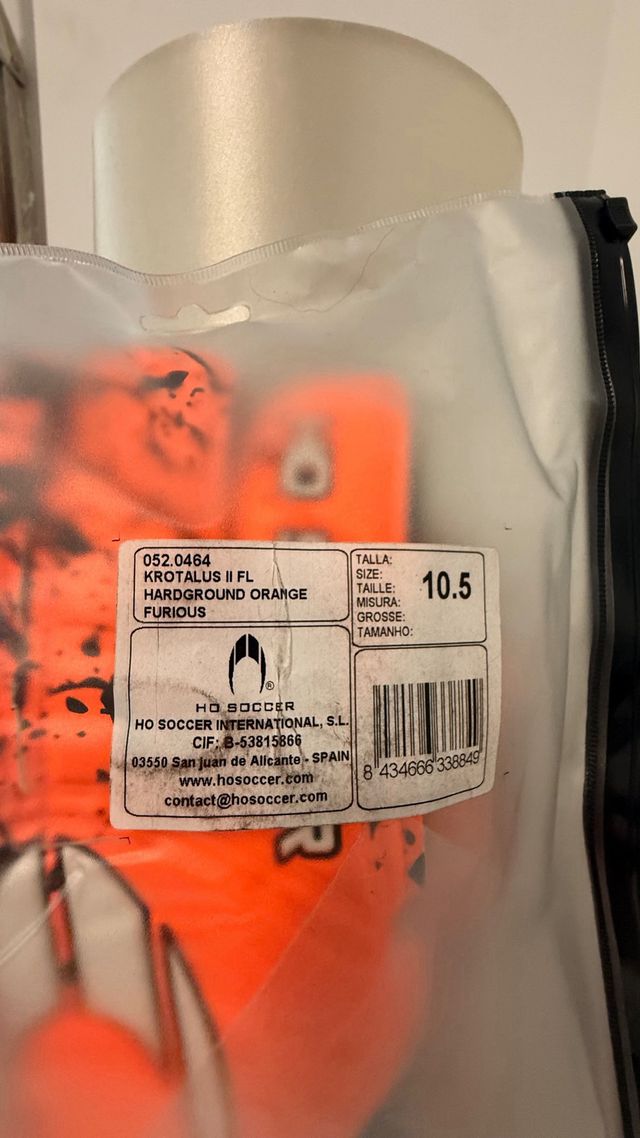 052.0464
KROTALUS II FL
HARDGROUND ORANGE
FURIOUS
TALLA:
SIZE:
TAILLE:
MISURA:
GROSSE:
TAMANHO:
10.5
®
HO SOCCER
HO SOCCER INTERNATIONAL, S.L.
CIF: B-53815866
03550 San juan de Alicante - SPAIN
www.hosoccer.com
contact@hosoccer.com
8 434666 338849